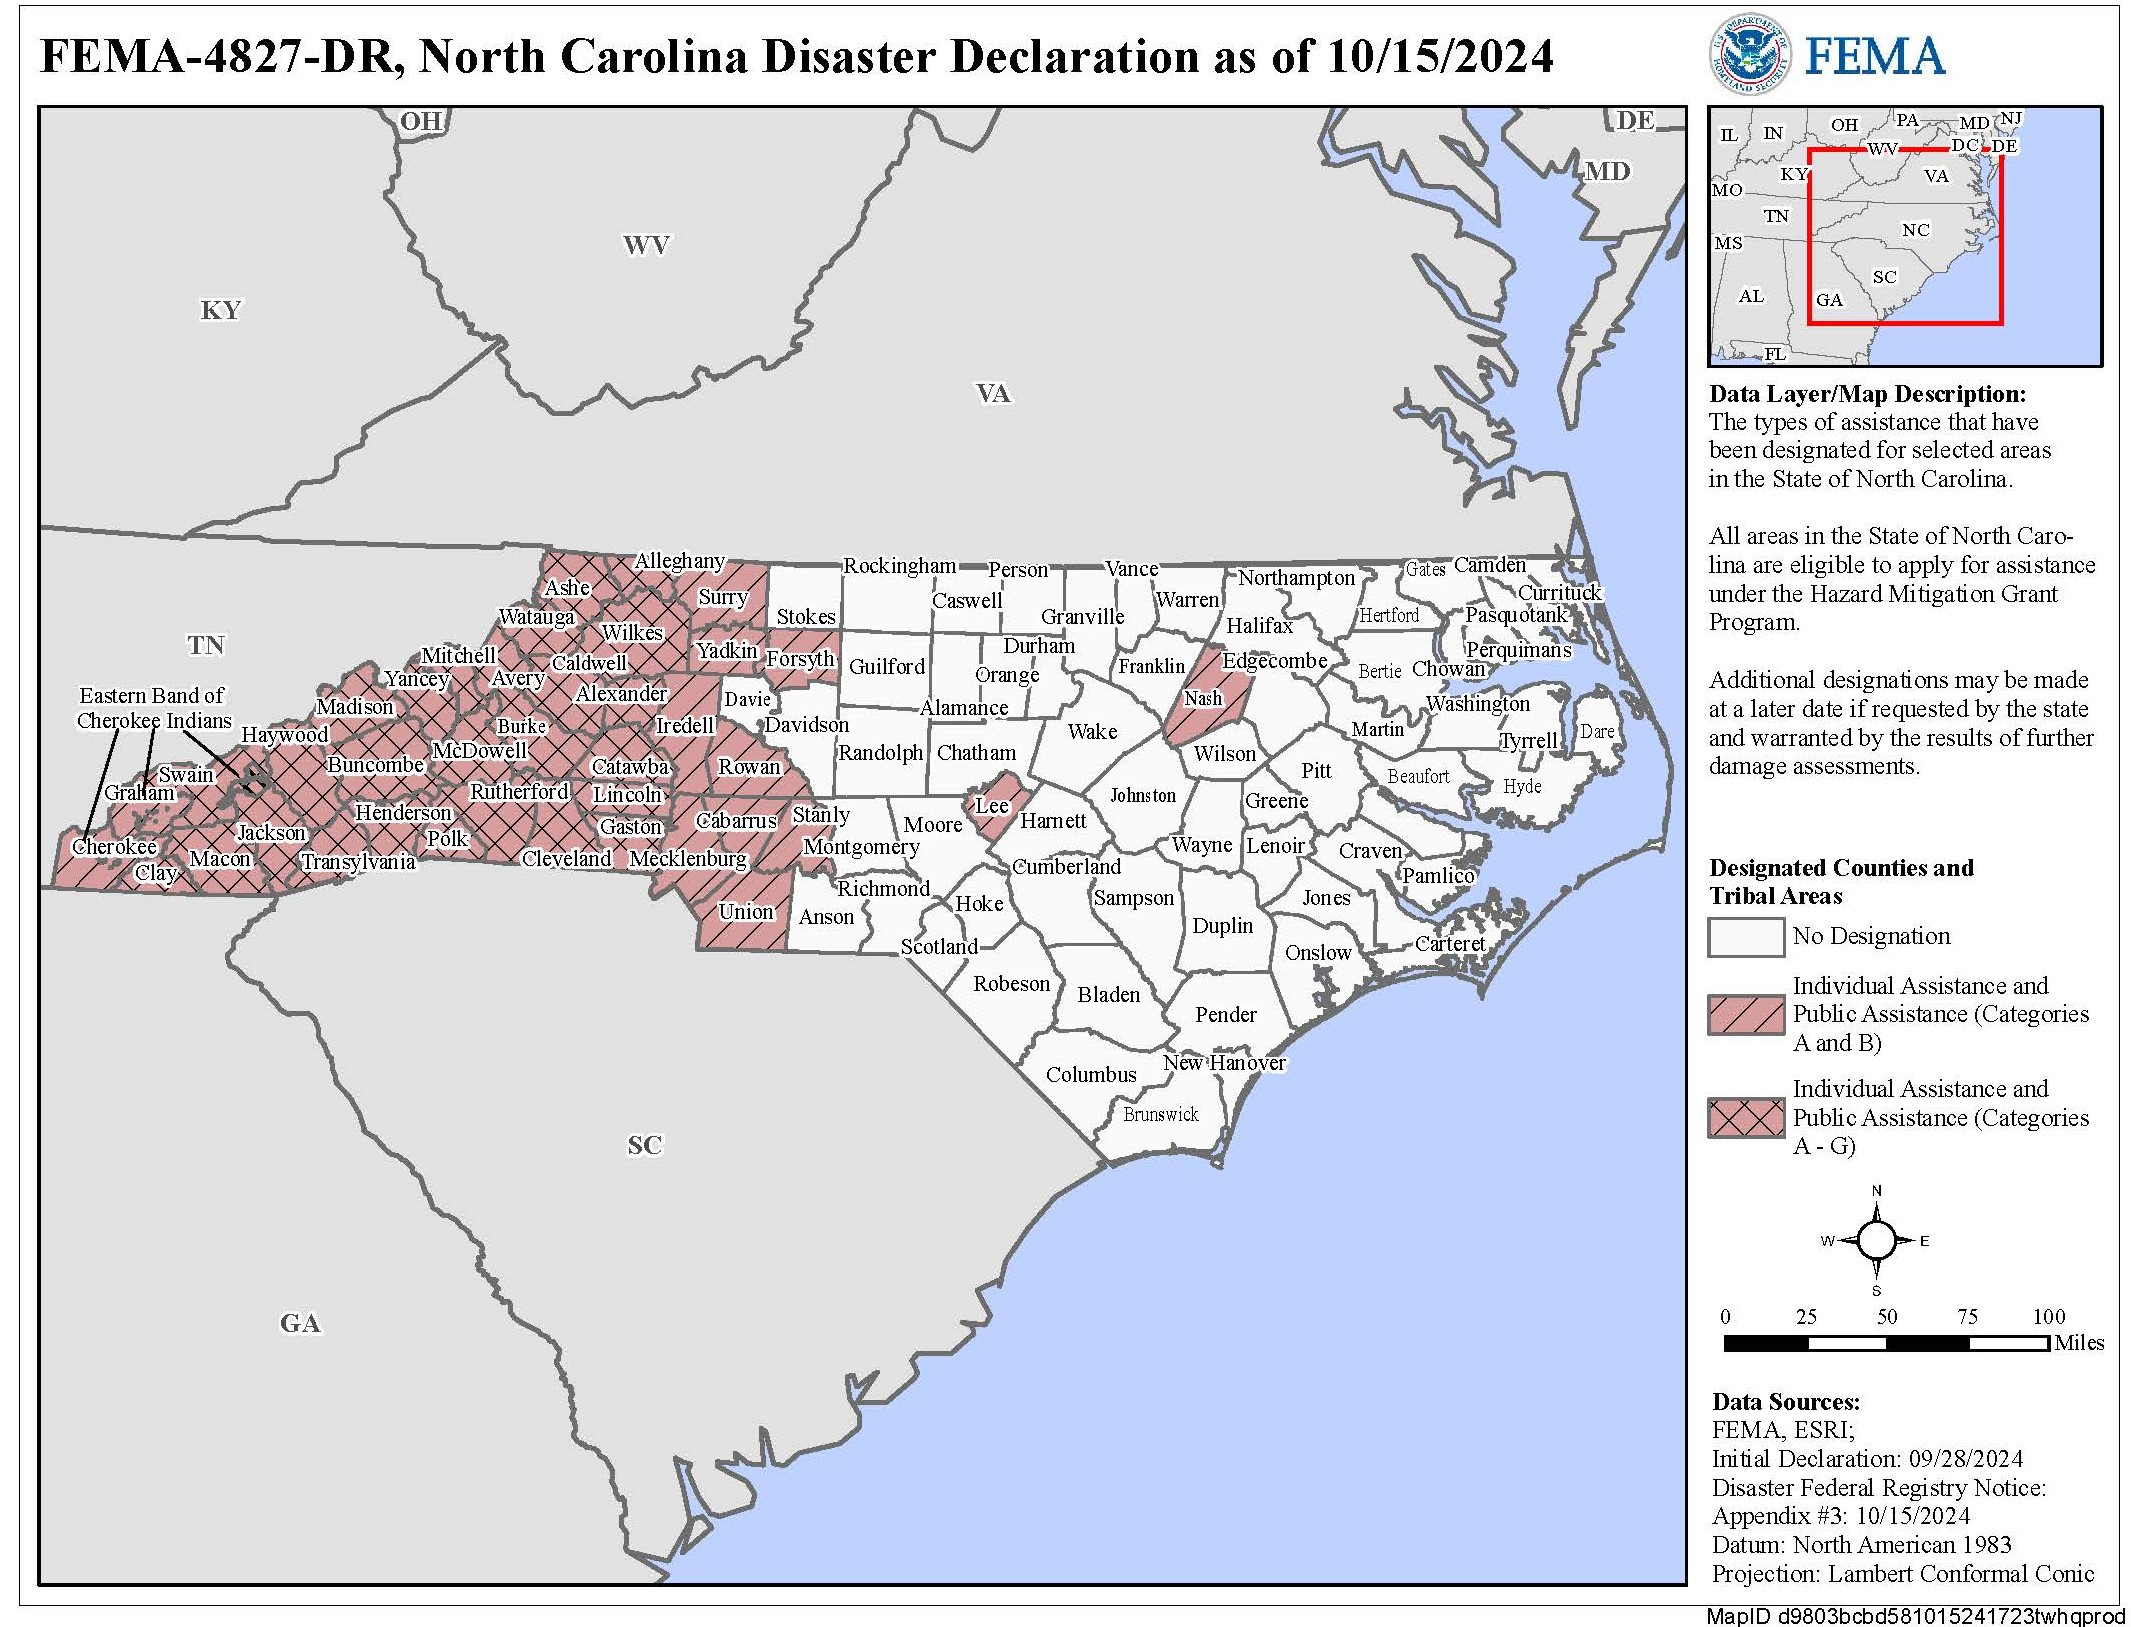 FEMA-4827-DR, North Carolina Disaster Declaration as of 10/15/2024
FEMA
U.S. DEPARTMENT OF
HOMELAND SECURITY
OH
DE
MD
WV
KY
VA
TN
SC
GA
Alleghany
Ashe
Surry
Watauga
Wilkes
Stokes
Rockingham
Caswell
Person
Granville
Vance
Warren
Northampton
Gates
Camden
Currituck
Hertford
Pasquotank
Halifax
Perquimans
Mitchell
Caldwell
Yadkin
Forsyth
Guilford
Durham
Orange
Franklin
Edgecombe
Bertie
Chowan
Yancey
Avery
Alexander
Davie
Nash
Washington
Eastern Band of
Cherokee Indians
Madison
Burke
Iredell
Davidson
Alamance
Wake
Martin
Tyrrell
Dare
Haywood
McDowell
Buncombe
Catawba
Rowan
Randolph
Chatham
Wilson
Pitt
Beaufort
Hyde
Swain
Graham
Rutherford
Lincoln
Lee
Johnston
Greene
Henderson
Gaston
Cabarrus
Stanly
Moore
Harnett
Jackson
Polk
Montgomery
Wayne
Lenoir
Craven
Cherokee
Clay
Macon
Transylvania
Cleveland
Mecklenburg
Cumberland
Pamlico
Richmond
Hoke
Sampson
Jones
Union
Anson
Duplin
Scotland
Onslow
Carteret
Robeson
Bladen
Pender
New Hanover
Columbus
Brunswick
IL
IN
OH
PA
MD
NJ
WV
DC
DE
KY
VA
MO
TN
NC
MS
SC
AL
GA
FL
Data Layer/Map Description:
The types of assistance that have
been designated for selected areas
in the State of North Carolina.
All areas in the State of North Caro-
lina are eligible to apply for assistance
under the Hazard Mitigation Grant
Program.
Additional designations may be made
at a later date if requested by the state
and warranted by the results of further
damage assessments.
Designated Counties and
Tribal Areas
No Designation
Individual Assistance and
Public Assistance (Categories
A and B)
Individual Assistance and
Public Assistance (Categories
A - G)
N
W
E
S
0 25 50 75 100
Miles
Data Sources:
FEMA, ESRI;
Initial Declaration: 09/28/2024
Disaster Federal Registry Notice:
Appendix #3: 10/15/2024
Datum: North American 1983
Projection: Lambert Conformal Conic
MapID d9803bcbd581015241723twhqprod